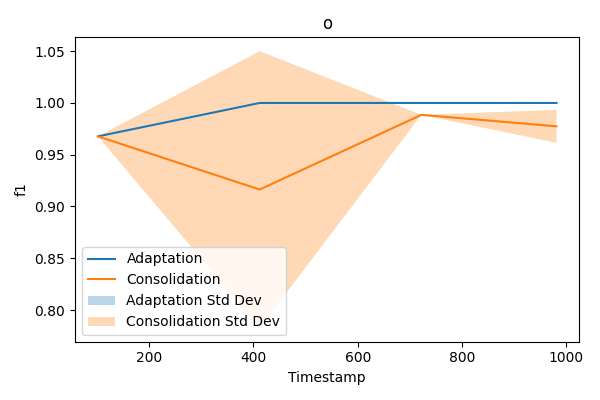 o
1.05
1.00
0.95
0.90
0.85
0.80
f1
Adaptation
Consolidation
Adaptation Std Dev
Consolidation Std Dev
200
400
600
800
1000
Timestamp